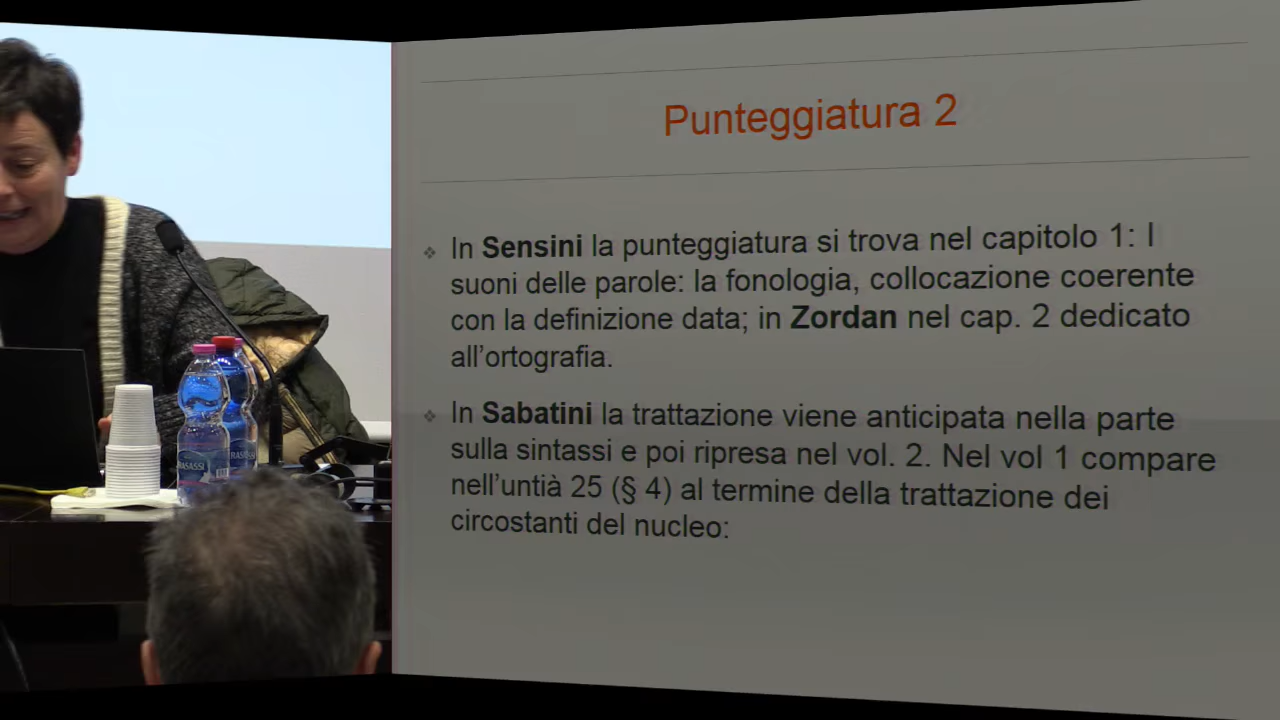 Punteggiatura 2
In Sensini la punteggiatura si trova nel capitolo 1: I
suoni delle parole: la fonologia, collocazione coerente
con la definizione data; in Zordan nel cap. 2 dedicato
all'ortografia.
In Sabatini la trattazione viene anticipata nella parte
sulla sintassi e poi ripresa nel vol. 2. Nel vol 1 compare
nell'untià 25 (§ 4) al termine della trattazione dei
circostanti del nucleo: